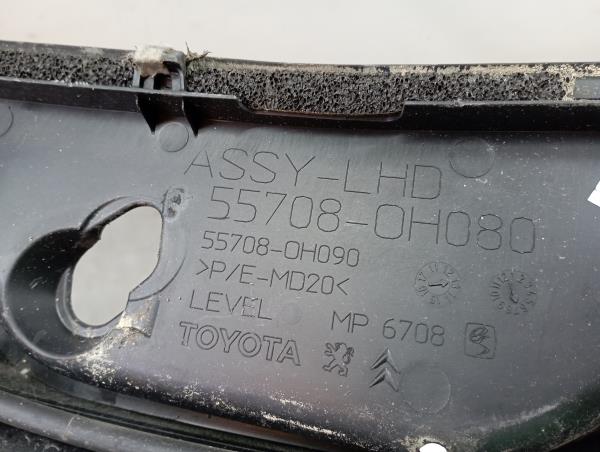 ASSY-LHD
55708-0H080
55708-0H090
>P/E-MD20<
LEVEL MP 6708
TOYOTA